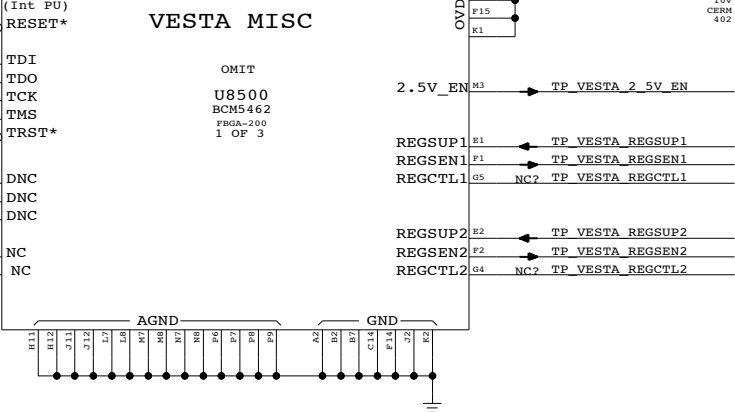 (Int PU)
RESET*
VESTA MISC
OVD
F15
K1
CERM
402
TDI
TDO
TCK
TMS
TRST*
OMIT
U8500
BCM5462
FBGA-200
1 OF 3
2.5V_EN M3 TP_VESTA_2_5V_EN
REGSUP1 E1 TP_VESTA_REGSUP1
REGSEN1 F1 TP_VESTA_REGSEN1
REGCTL1 G5 NC? TP_VESTA_REGCTL1
DNC
DNC
DNC
REGSUP2 E2 TP_VESTA_REGSUP2
REGSEN2 F2 TP_VESTA_REGSEN2
REGCTL2 G4 NC? TP_VESTA_REGCTL2
NC
NC
AGND GND
H11 H12 J11 J12 L7 L8 M7 M8 N7 N8 P6 P7 P8 P9 A2 B2 B7 C14 F14 J2 K2